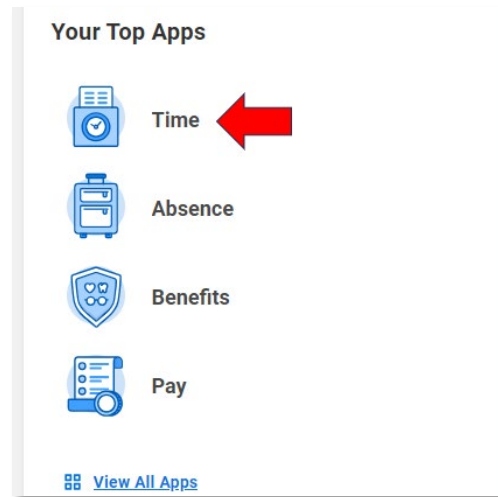 Your Top Apps
Time
Absence
Benefits
Pay
View All Apps